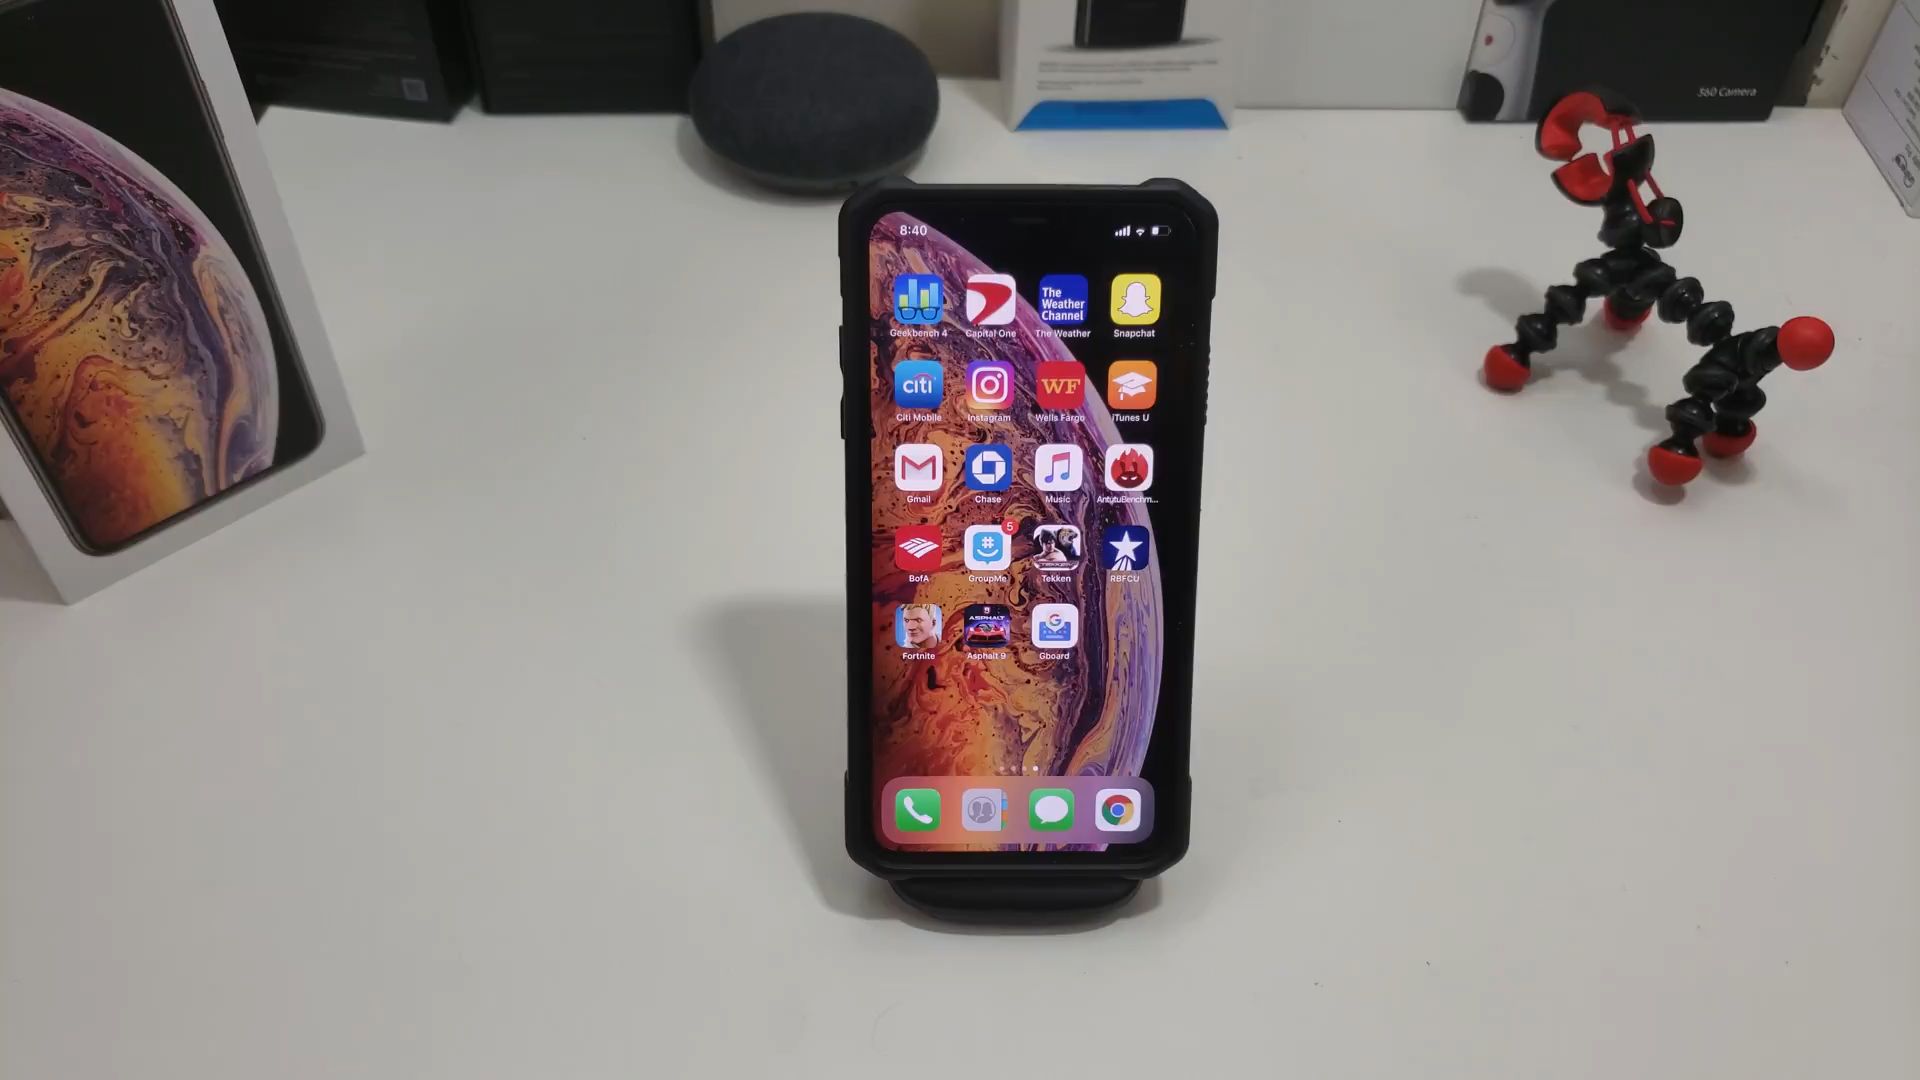 360 Camera
8:40
The
Weather
Channel
Geekbench 4 Capital One The Weather Snapchat
citi WF
Citi Mobile Instagram Wells Fargo iTunes U
Gmail Chase Music AntutuBenchm...
5
BofA GroupMe Tekken RBFCU
ASPHALT
Fortnite Asphalt 9 Gboard